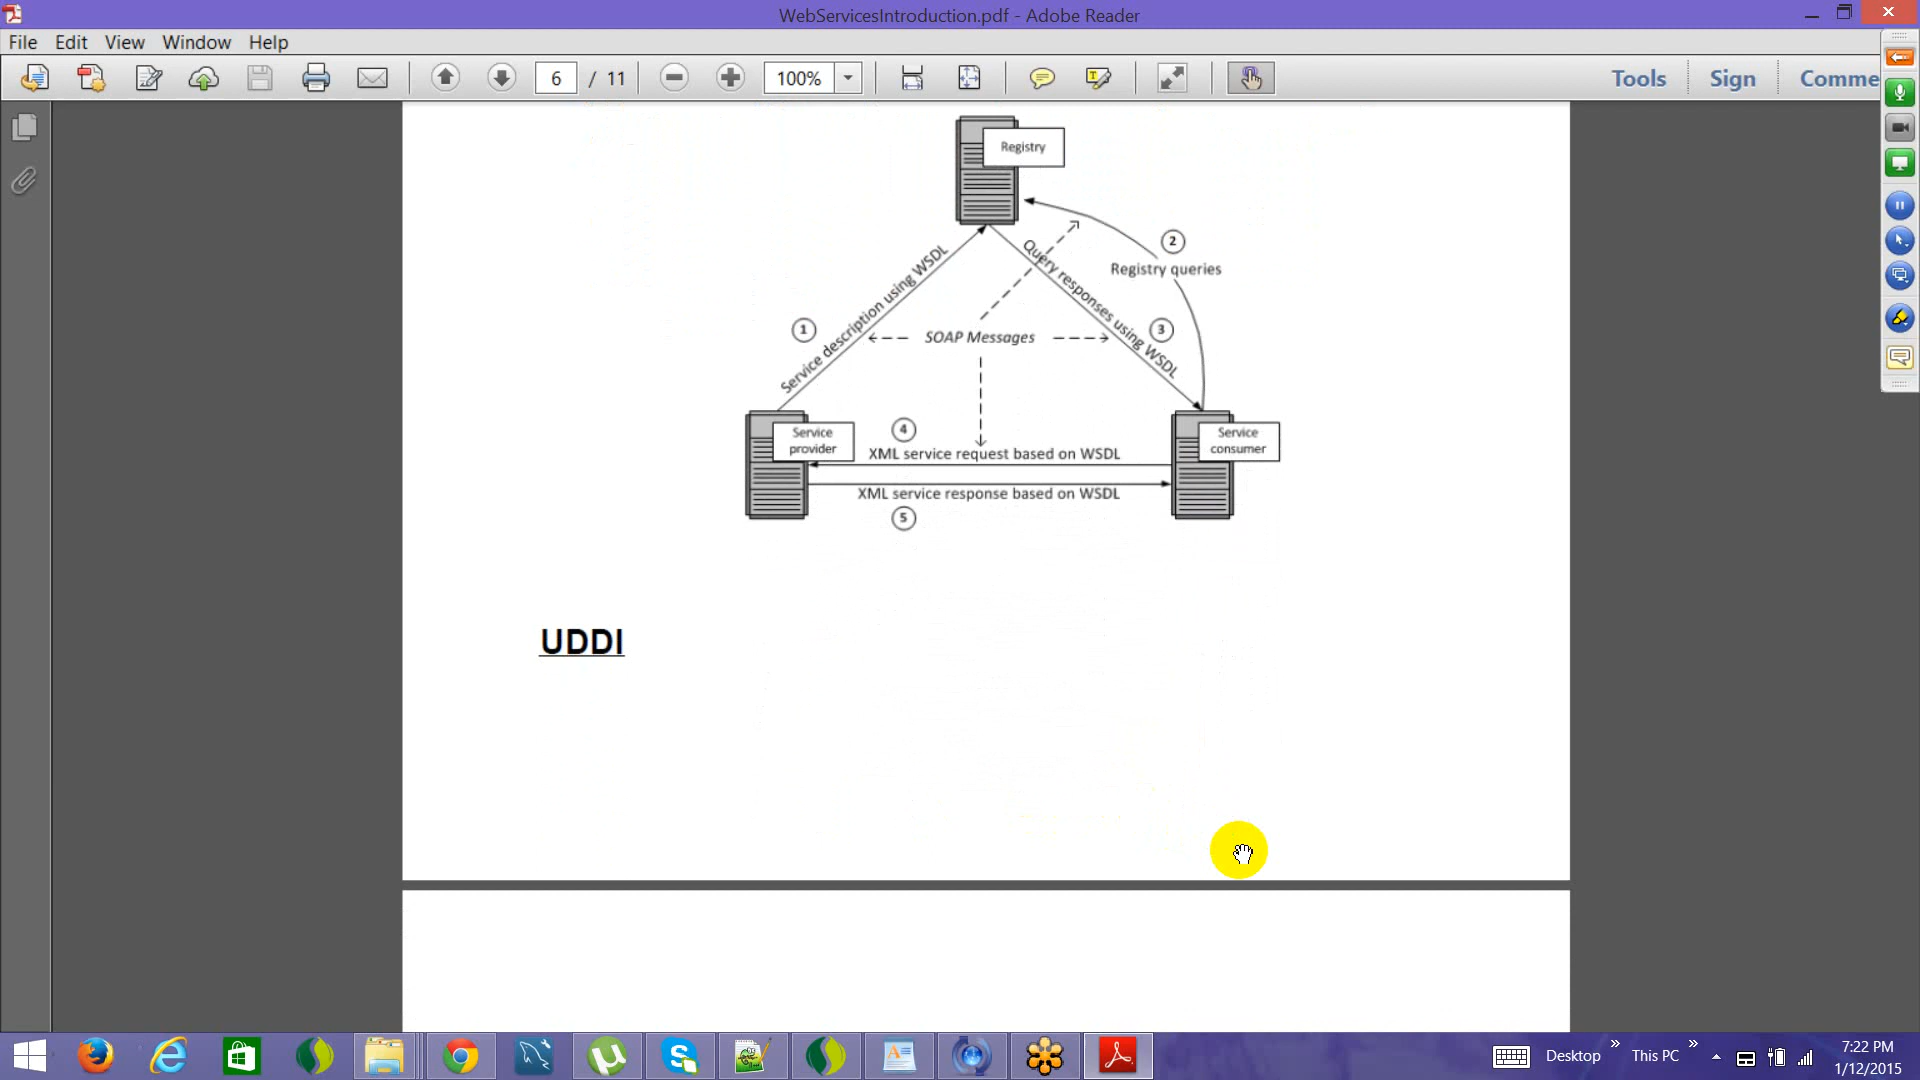 WebServicesIntroduction.pdf - Adobe Reader
File Edit View Window Help
6 / 11 100% Tools Sign Comme
Registry
2
Registry queries
Service description using WSDL
Query responses using WSDL
1
SOAP Messages
3
Service provider
4
XML service request based on WSDL
Service consumer
XML service response based on WSDL
5
UDDI
Desktop » This PC »
7:22 PM
1/12/2015